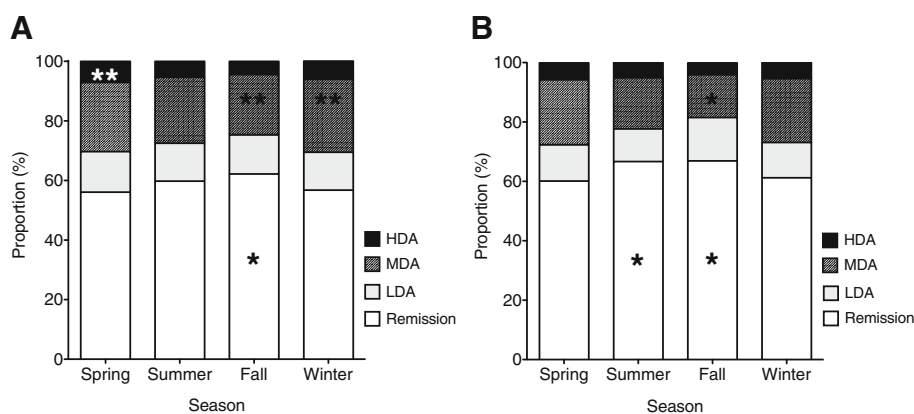 A
100
80
60
40
20
0
Proportion (%)
**
**
**
*
HDA
MDA
LDA
Remission
Spring Summer Fall Winter
Season
B
100
80
60
40
20
0
Proportion (%)
*
*
*
HDA
MDA
LDA
Remission
Spring Summer Fall Winter
Season